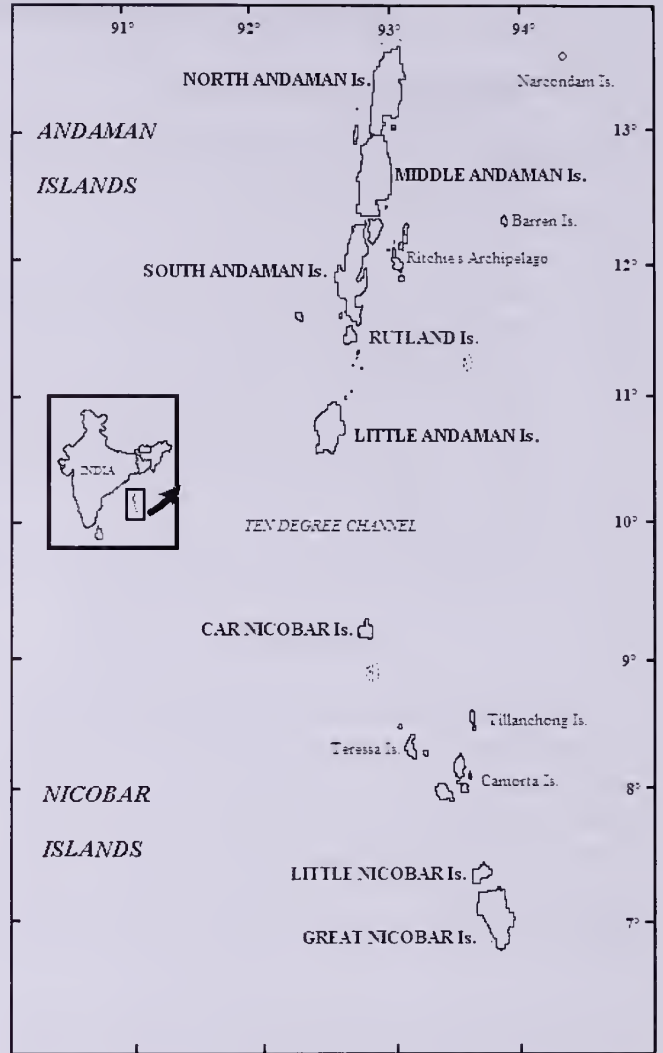 91° 92° 93° 94°
NORTH ANDAMAN Is.
Narcondam Is.
ANDAMAN
13°
ISLANDS
MIDDLE ANDAMAN Is.
Barren Is.
Ritchie's Archipelago
SOUTH ANDAMAN Is.
12°
RUTLAND Is.
11°
LITTLE ANDAMAN Is.
INDIA
TEN DEGREE CHANNEL
10°
CAR NICOBAR Is.
9°
Tillanchong Is.
Teressa Is.
Camorta Is.
NICOBAR
8°
ISLANDS
LITTLE NICOBAR Is.
7°
GREAT NICOBAR Is.